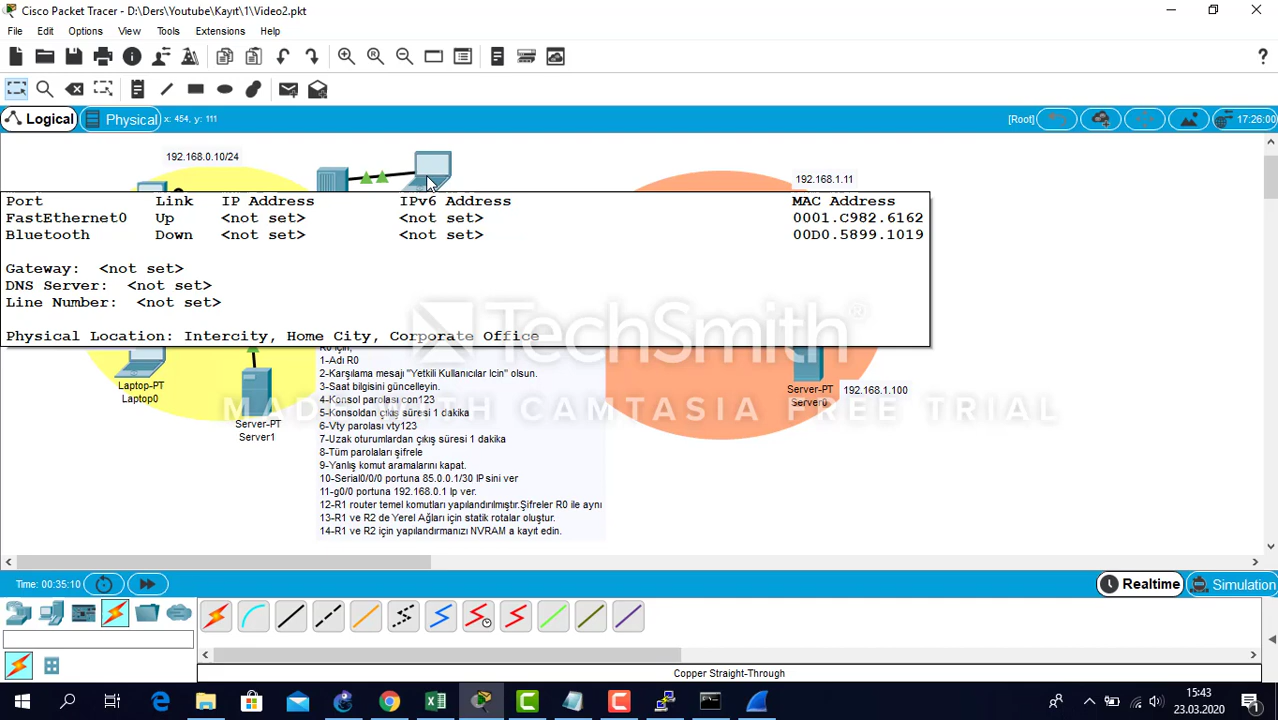 Cisco Packet Tracer - D:\Ders\Youtube\Kayıt\1\Video2.pkt
File Edit Options View Tools Extensions Help
Logical Physical x: 454, y: 111 [Root] 17:26:00
192.168.0.10/24
192.168.1.11
Port Link IP Address IPv6 Address MAC Address
FastEthernet0 Up <not set> <not set> 0001.C982.6162
Bluetooth Down <not set> <not set> 00D0.5899.1019
Gateway: <not set>
DNS Server: <not set>
Line Number: <not set>
Physical Location: Intercity, Home City, Corporate Office
TechSmith®
MADE WITH CAMTASIA FREE TRIAL
Laptop-PT
Laptop0
Server-PT
Server1
R0 için;
1-Adı R0
2-Karşılama mesajı "Yetkili Kullanıcılar Icin" olsun.
3-Saat bilgisini güncelleyin.
4-Konsol parolası con123
5-Konsoldan çıkış süresi 1 dakika
6-Vty parolası vty123
7-Uzak oturumlardan çıkış süresi 1 dakika
8-Tüm parolaları şifrele
9-Yanlış komut aramalarını kapat.
10-Serial0/0/0 portuna 85.0.0.1/30 IP sini ver
11-g0/0 portuna 192.168.0.1 Ip ver.
12-R1 router temel komutları yapılandırılmıştır.Şifreler R0 ile aynı
13-R1 ve R2 de Yerel Ağları için statik rotalar oluştur.
14-R1 ve R2 için yapılandırmanızı NVRAM a kayıt edin.
Server-PT
Server0
192.168.1.100
Time: 00:35:10 Realtime Simulation
Copper Straight-Through
15:43
23.03.2020
1